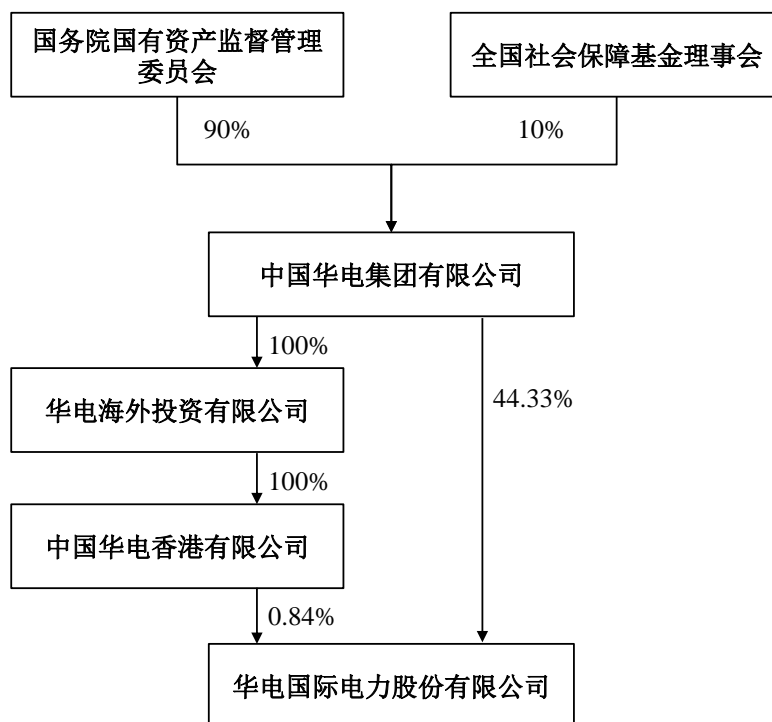 国务院国有资产监督管理
委员会
全国社会保障基金理事会
90%
10%
中国华电集团有限公司
100%
华电海外投资有限公司
44.33%
100%
中国华电香港有限公司
0.84%
华电国际电力股份有限公司